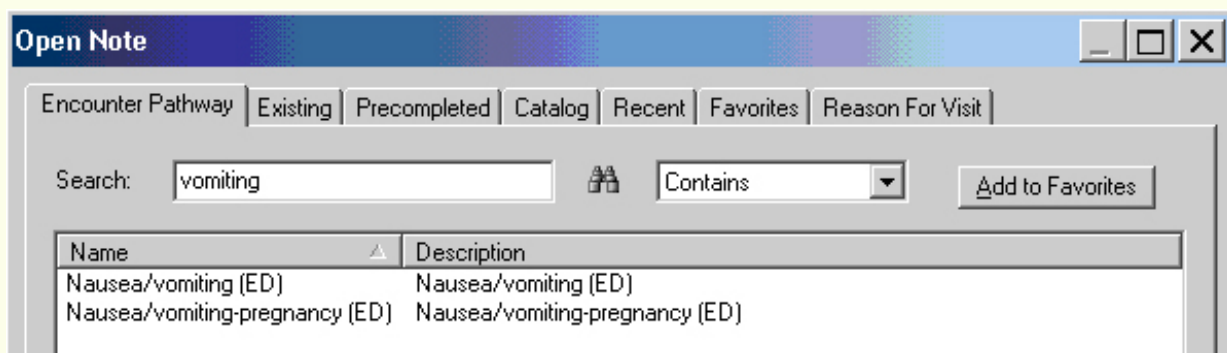 Open Note
Encounter Pathway Existing Precompleted Catalog Recent Favorites Reason For Visit
Search: vomiting Contains Add to Favorites
Name Description
Nausea/vomiting (ED) Nausea/vomiting (ED)
Nausea/vomiting-pregnancy (ED) Nausea/vomiting-pregnancy (ED)